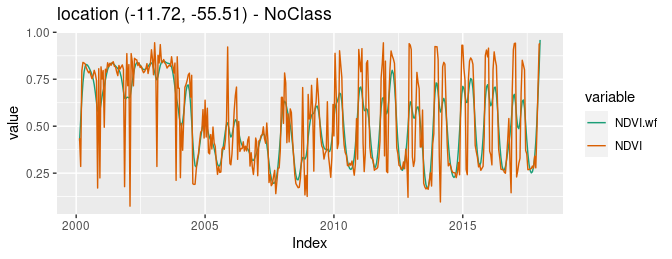 location (-11.72, -55.51) - NoClass
1.00
0.75
0.50
0.25
value
2000
2005
2010
2015
Index
variable
NDVI.wf
NDVI